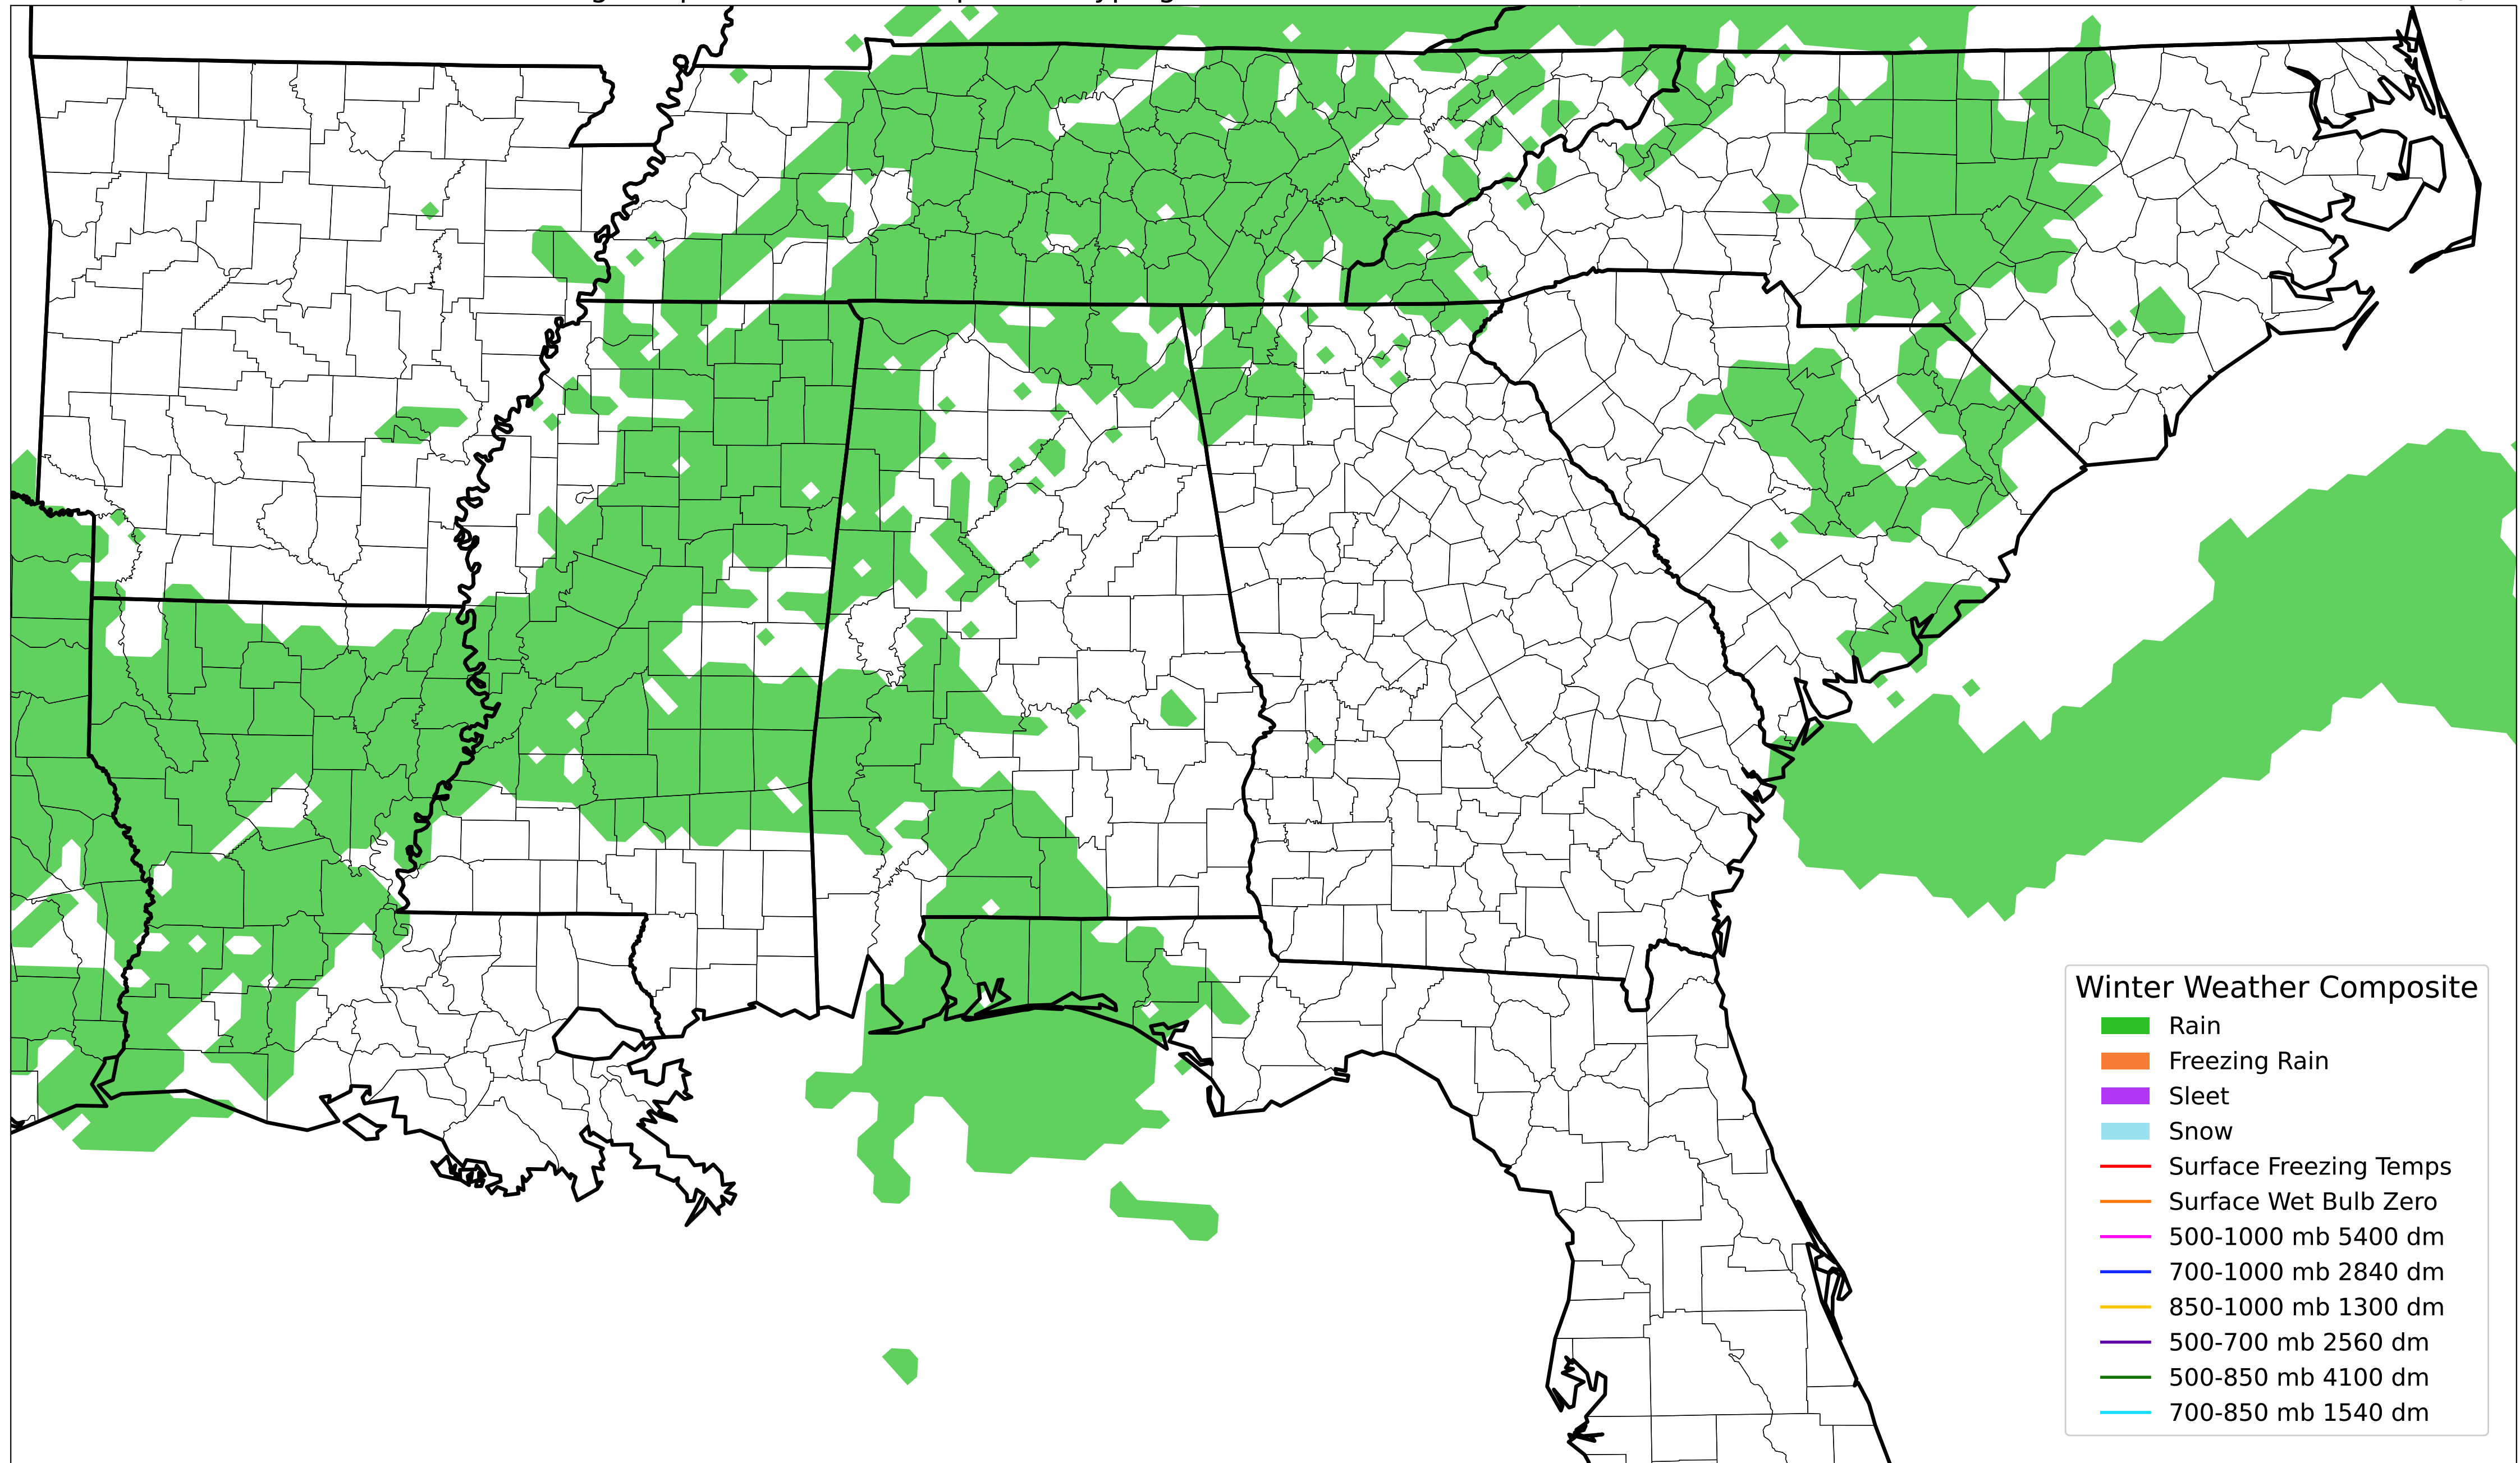 Winter Weather Composite
Rain
Freezing Rain
Sleet
Snow
Surface Freezing Temps
Surface Wet Bulb Zero
500-1000 mb 5400 dm
700-1000 mb 2840 dm
850-1000 mb 1300 dm
500-700 mb 2560 dm
500-850 mb 4100 dm
700-850 mb 1540 dm